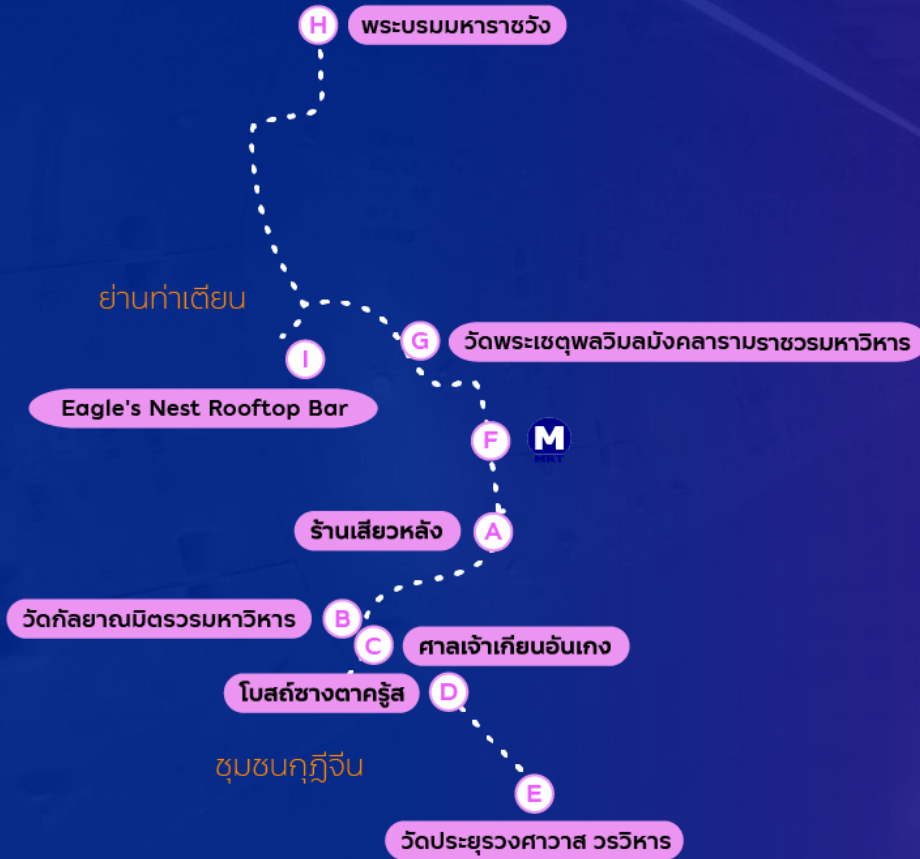 H พระบรมมหาราชวัง
ย่านท่าเตียน
G วัดพระเชตุพลวิมลมังคลารามราชวรมหาวิหาร
I
Eagle's Nest Rooftop Bar
F M
MRT
ร้านเสียวหลัง A
วัดกัลยาณมิตรวรมหาวิหาร B
C ศาลเจ้าเกียนอันเกง
โบสถ์ซางตาครู้ส D
ชุมชนกุฎีจีน
E
วัดประยุรวงศาวาส วรวิหาร